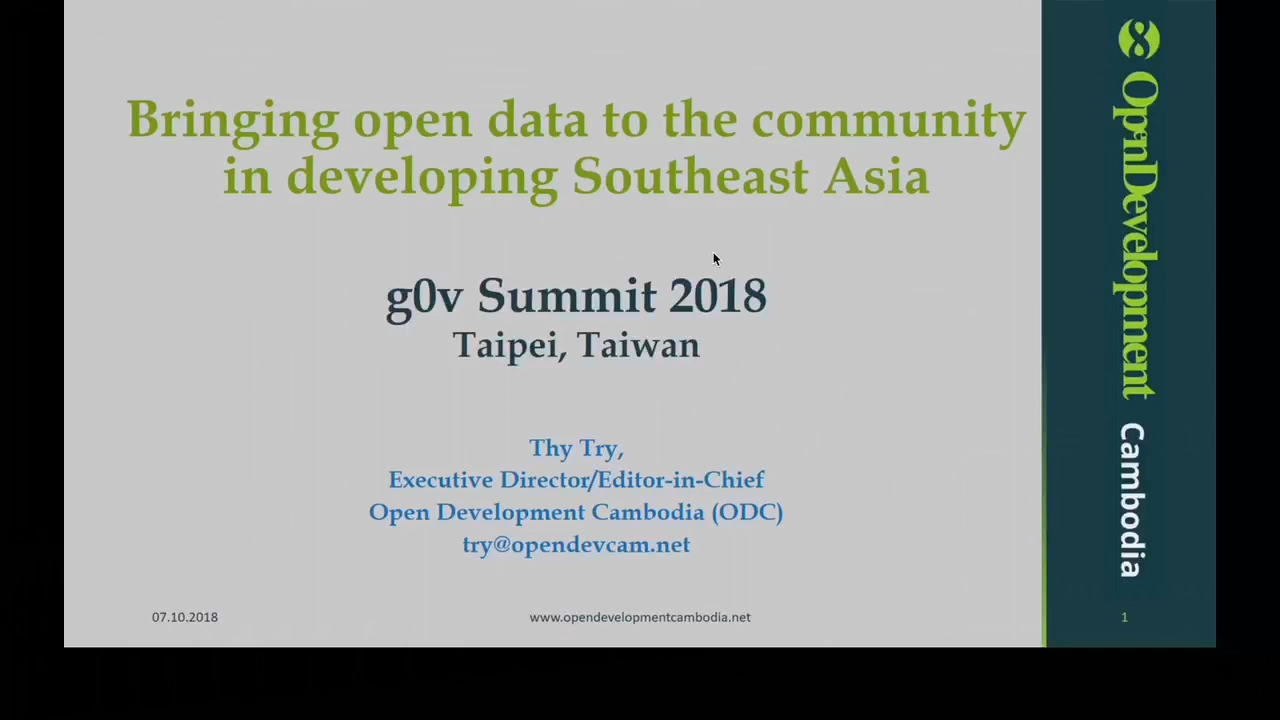 Bringing open data to the community
in developing Southeast Asia
g0v Summit 2018
Taipei, Taiwan
Thy Try,
Executive Director/Editor-in-Chief
Open Development Cambodia (ODC)
try@opendevcam.net
07.10.2018
www.opendevelopmentcambodia.net
1
OpenDevelopment Cambodia